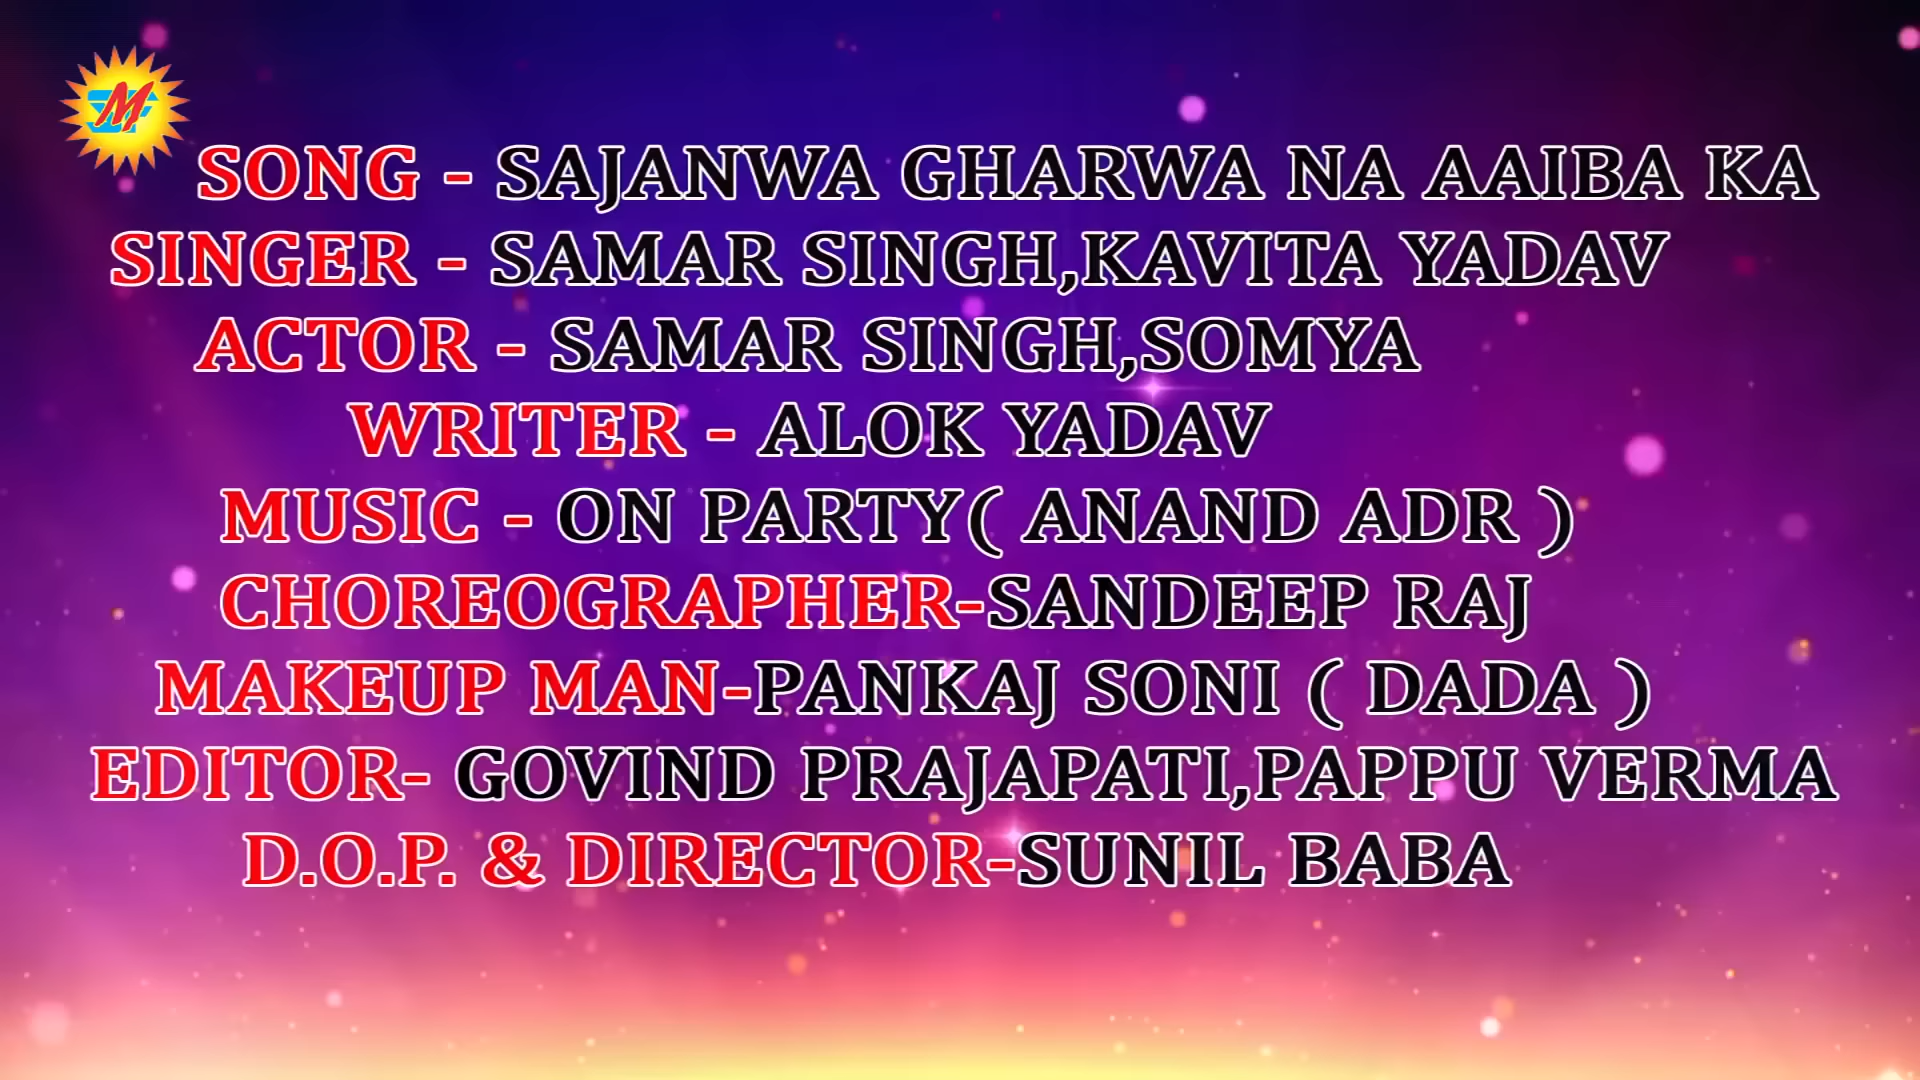 M
SONG - SAJANWA GHARWA NA AAIBA KA
SINGER - SAMAR SINGH,KAVITA YADAV
ACTOR - SAMAR SINGH,SOMYA
WRITER - ALOK YADAV
MUSIC - ON PARTY( ANAND ADR )
CHOREOGRAPHER-SANDEEP RAJ
MAKEUP MAN-PANKAJ SONI ( DADA )
EDITOR- GOVIND PRAJAPATI,PAPPU VERMA
D.O.P. & DIRECTOR-SUNIL BABA